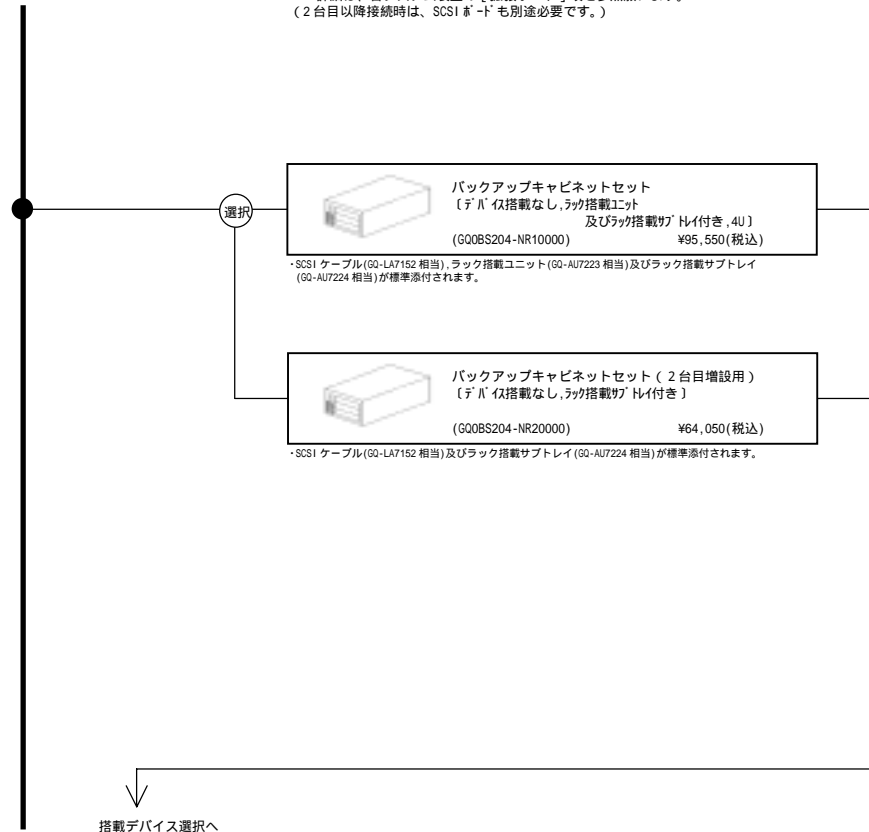 (2台目以降接続時は、SCSIボードも別途必要です。)
選択
バックアップキャビネットセット
〔デバイス搭載なし,ラック搭載ユニット
及びラック搭載サブトレイ付き,4U〕
(GQ0BS204-NR10000) ¥95,550(税込)
・SCSIケーブル(GQ-LA7152相当),ラック搭載ユニット(GQ-AU7223相当)及びラック搭載サブトレイ
(GQ-AU7224相当)が標準添付されます。
バックアップキャビネットセット(2台目増設用)
〔デバイス搭載なし,ラック搭載サブトレイ付き〕
(GQ0BS204-NR20000) ¥64,050(税込)
・SCSIケーブル(GQ-LA7152相当)及びラック搭載サブトレイ(GQ-AU7224相当)が標準添付されます。
搭載デバイス選択へ